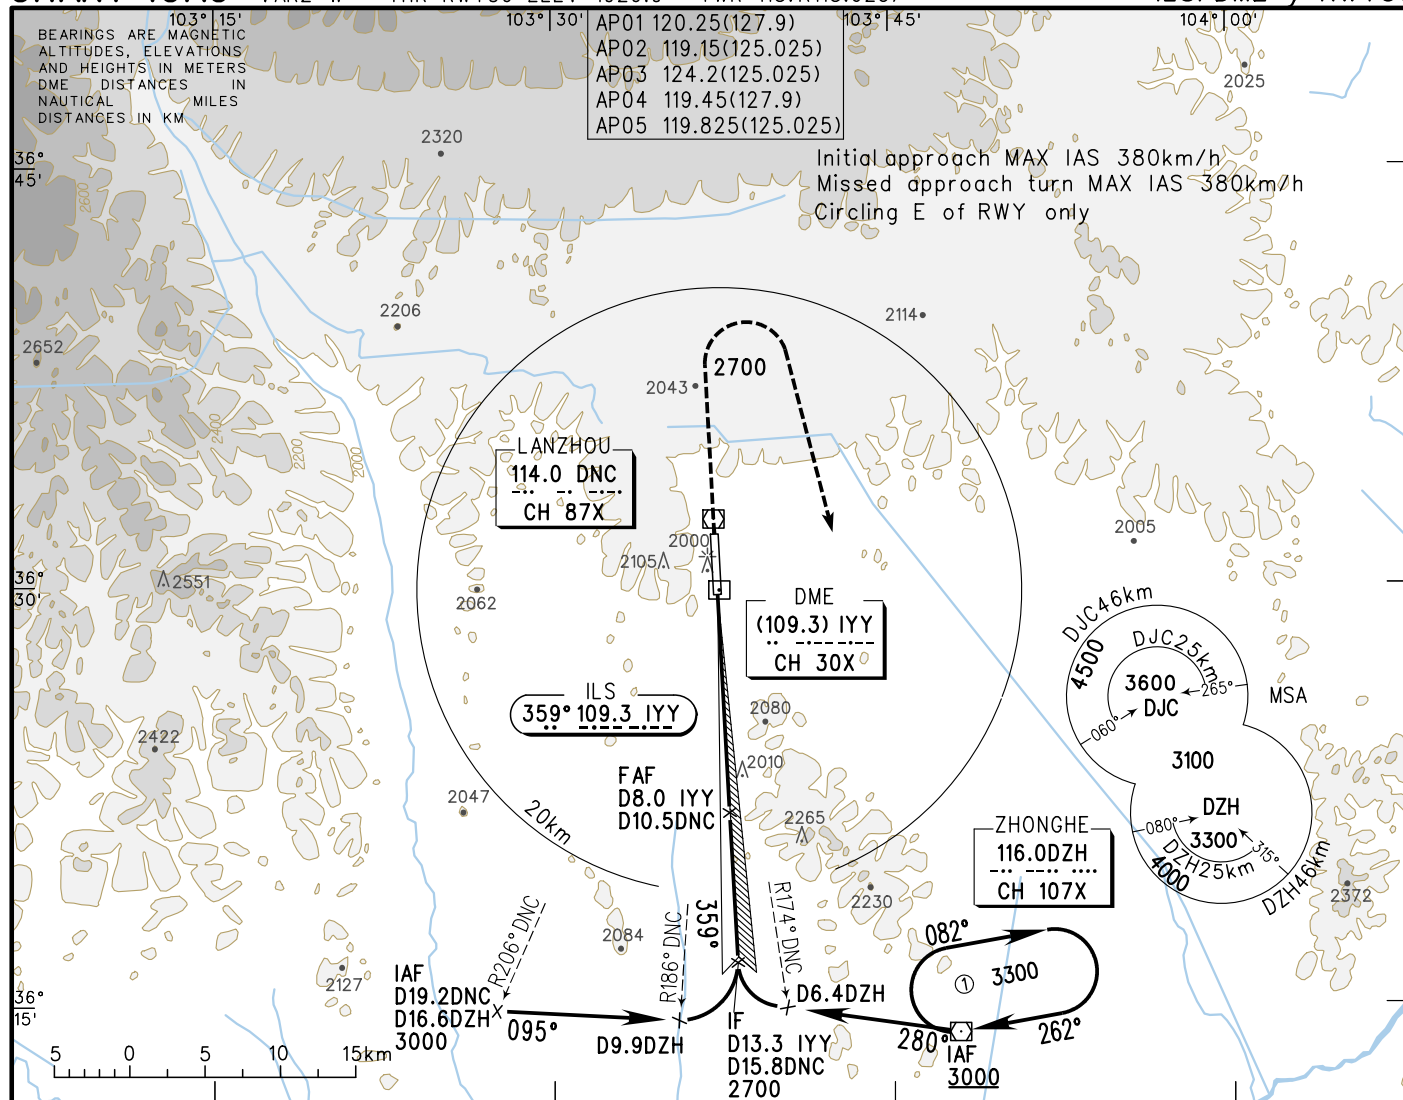 103° 15'
103° 30'
103° 45'
104° 00'
BEARINGS ARE MAGNETIC
ALTITUDES, ELEVATIONS
AND HEIGHTS IN METERS
DME DISTANCES IN
NAUTICAL MILES
DISTANCES IN KM
AP01 120.25(127.9)
AP02 119.15(125.025)
AP03 124.2(125.025)
AP04 119.45(127.9)
AP05 119.825(125.025)
2025
2320
36°
45'
Initial approach MAX IAS 380km/h
Missed approach turn MAX IAS 380km/h
Circling E of RWY only
2600
2206
2114
2652
2700
2043
2400
2200
2000
LANZHOU
114.0 DNC
CH 87X
2005
2000
2105
36°
30'
2551
2062
DME
(109.3) IYY
CH 30X
DJC46km
DJC25km
4500
3600
265°
DJC
060°
MSA
ILS
359° 109.3 IYY
2080
2422
2010
3100
FAF
D8.0 IYY
D10.5DNC
2047
20km
2265
DZH
080°
3300
315°
DZH25km
4000
DZH46km
ZHONGHE
116.0DZH
CH 107X
2372
2230
R206° DNC
R186° DNC
359°
R174° DNC
2084
082°
2127
1
3300
IAF
D19.2DNC
D16.6DZH
3000
36°
15'
095°
D9.9DZH
D6.4DZH
IF
D13.3 IYY
D15.8DNC
2700
280°
262°
IAF
3000
5 0 5 10 15km